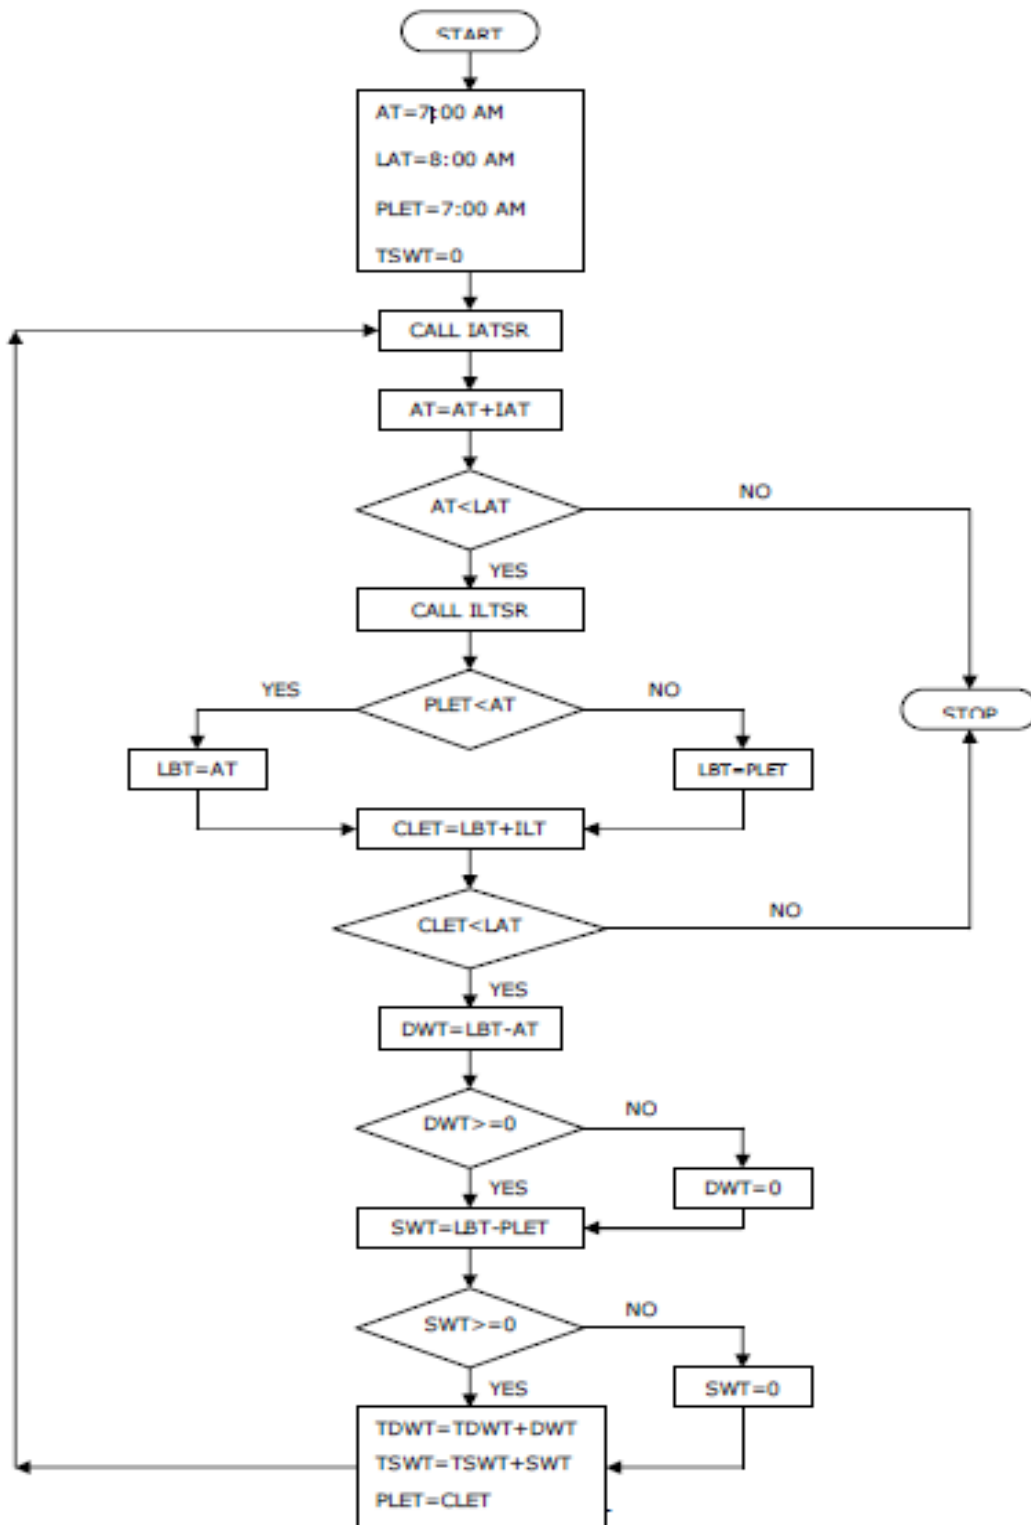 START
AT=7:00 AM
LAT=8:00 AM
PLET=7:00 AM
TSWT=0
CALL IATSR
AT=AT+IAT
AT<LAT
NO
YES
CALL ILTSR
YES
PLET<AT
NO
STOP
LBT=AT
LBT=PLET
CLET=LBT+ILT
CLET<LAT
NO
YES
DWT=LBT-AT
DWT>=0
NO
YES
DWT=0
SWT=LBT-PLET
SWT>=0
NO
YES
SWT=0
TDWT=TDWT+DWT
TSWT=TSWT+SWT
PLET=CLET